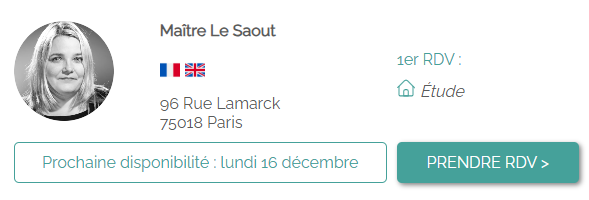 Maître Le Saout
1er RDV :
Étude
96 Rue Lamarck
75018 Paris
Prochaine disponibilité : lundi 16 décembre
PRENDRE RDV >